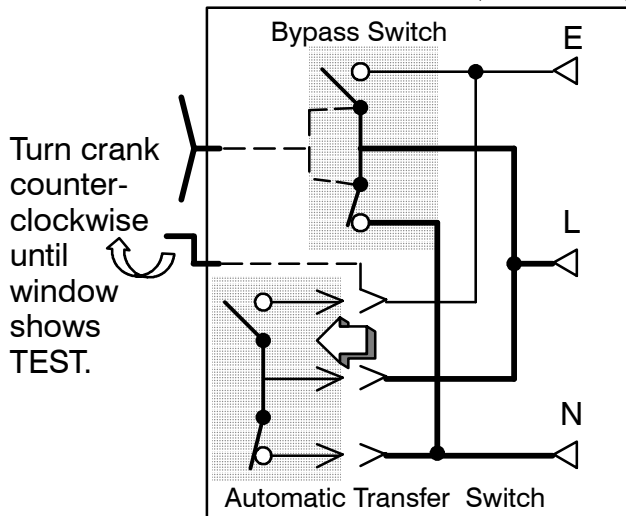 Bypass Switch
E
Turn crank
counter-
clockwise
until
window
shows
TEST.
L
N
Automatic Transfer Switch